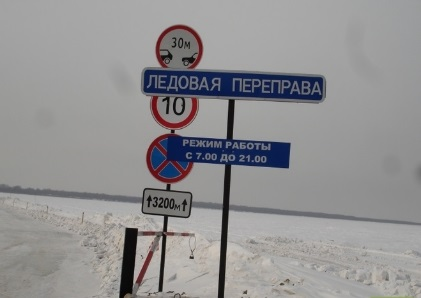 30м
ЛЕДОВАЯ ПЕРЕПРАВА
10
РЕЖИМ РАБОТЫ
С 7.00 ДО 21.00
3200м